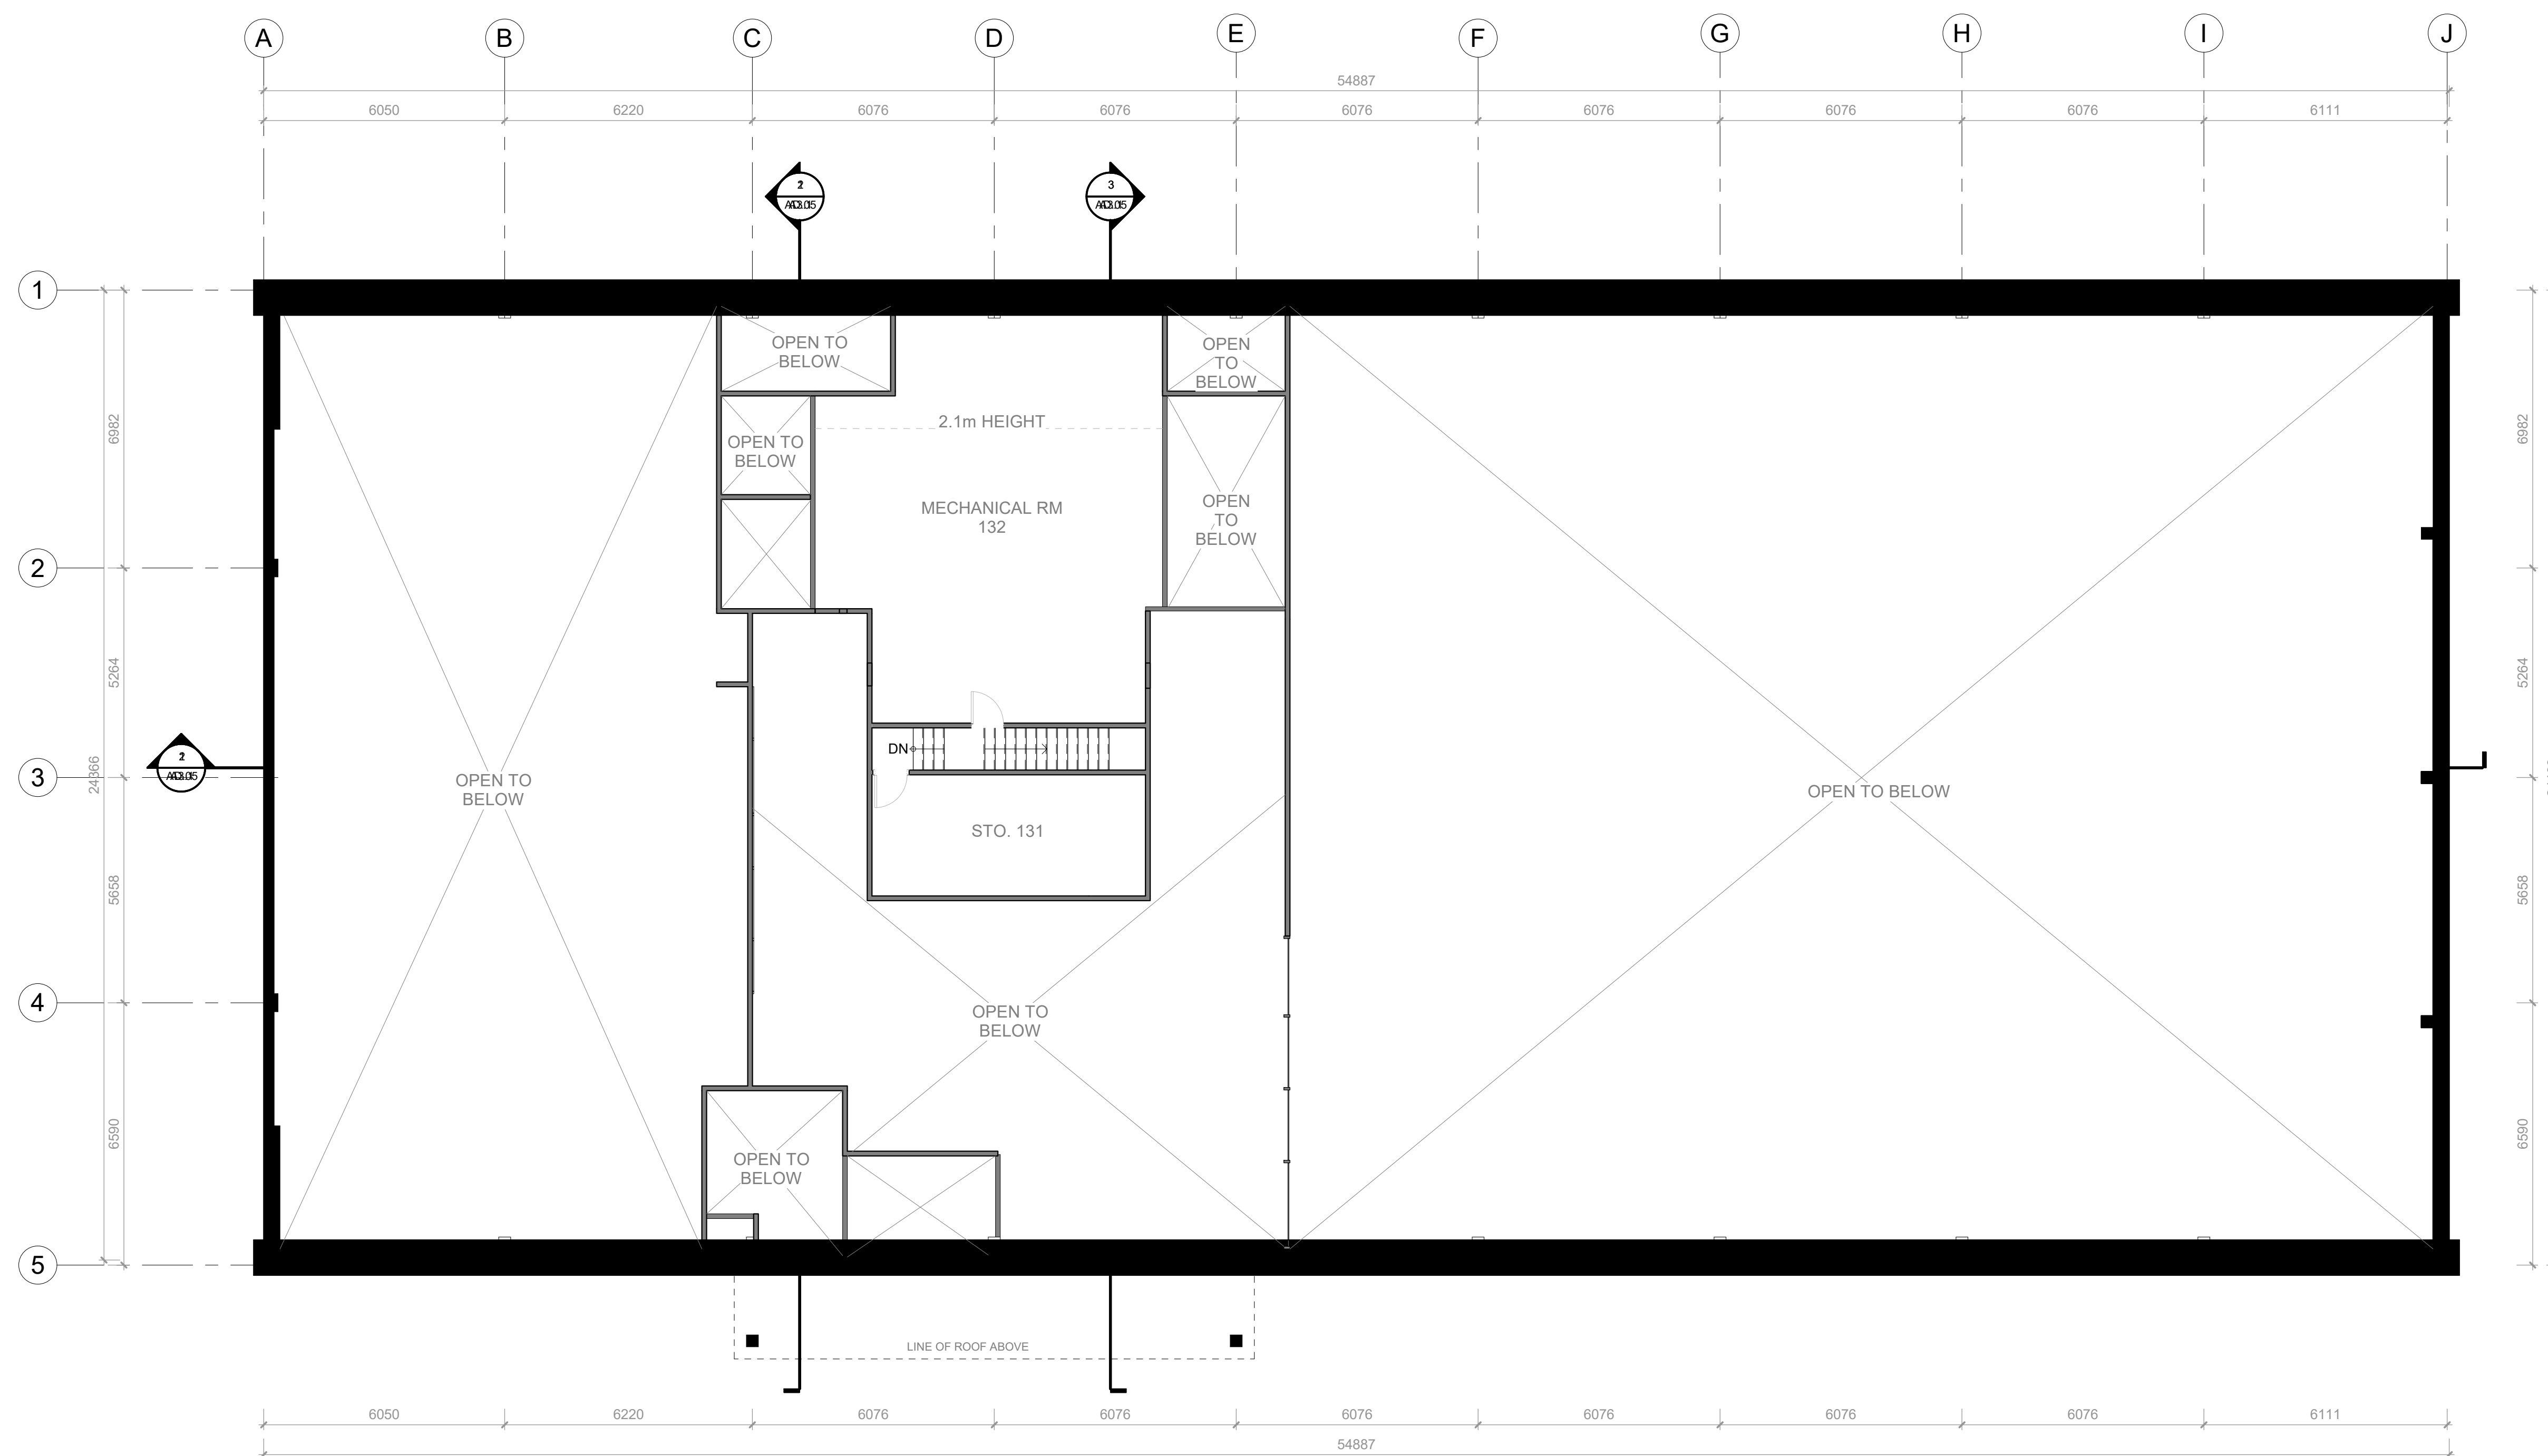 A B C D E F G H I J
54887
6050 6220 6076 6076 6076 6076 6076 6076 6111
3
1
OPEN TO
BELOW
OPEN
TO
BELOW
6982
6982
2.1m HEIGHT
OPEN TO
BELOW
MECHANICAL RM
132
OPEN
TO
BELOW
2
5264
5264
DN
3
24366
OPEN TO
BELOW
OPEN TO BELOW
STO. 131
5658
5658
4
OPEN TO
BELOW
6590
6590
OPEN TO
BELOW
5
LINE OF ROOF ABOVE
6050 6220 6076 6076 6076 6076 6076 6076 6111
54887